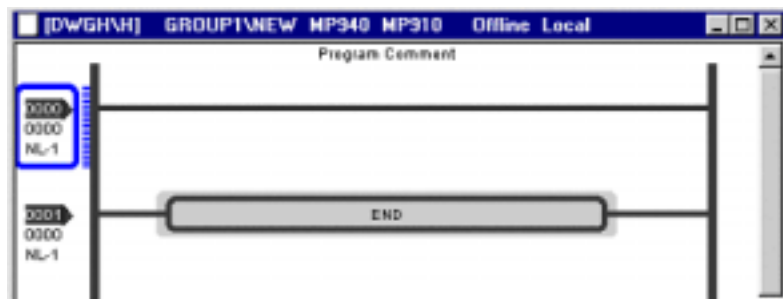 [DWGH\H] GROUP1\NEW MP940 MP910 Offline Local
Program Comment
0000
0000
NL-1
0001
END
0000
NL-1